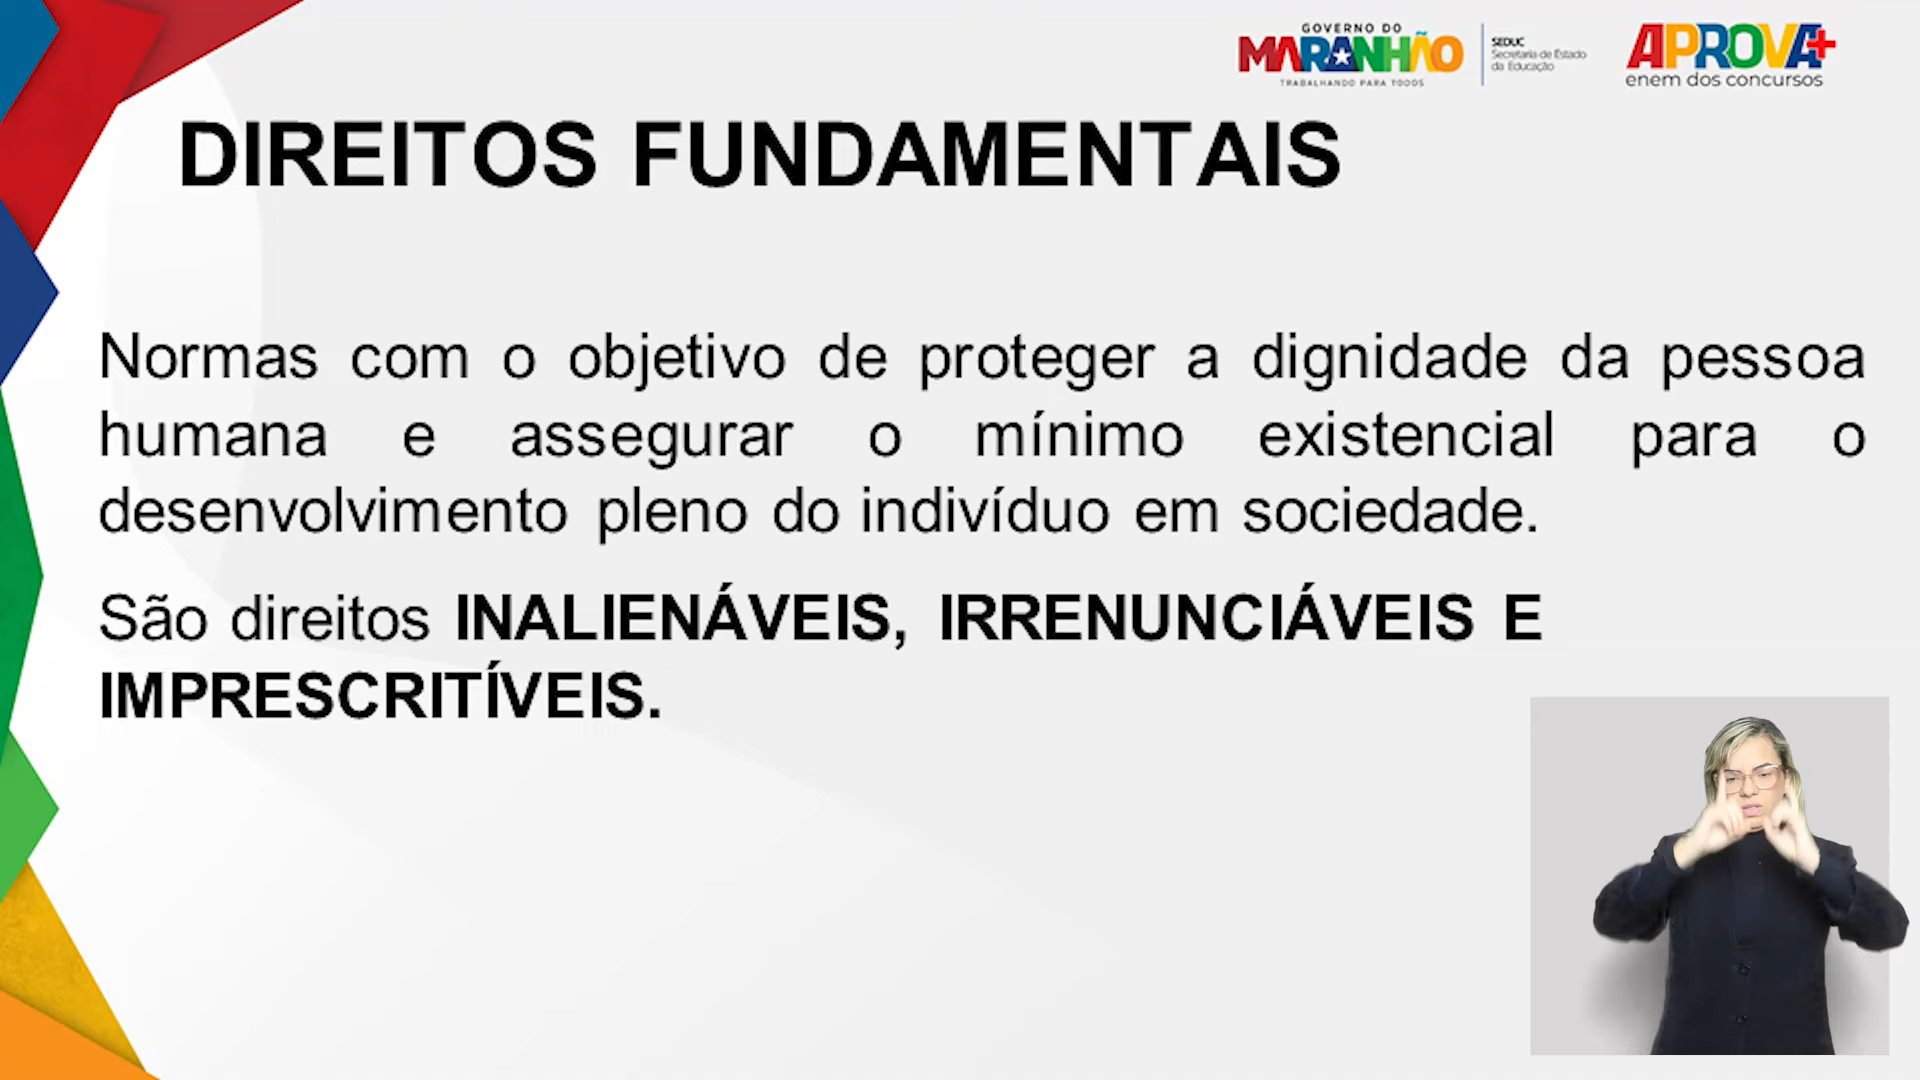 GOVERNO DO
MARANHÃO
TRABALHANDO PARA TODOS
SEDUC
Secretaria de Estado
da Educação
APROVA+
enem dos concursos
DIREITOS FUNDAMENTAIS
Normas com o objetivo de proteger a dignidade da pessoa
humana e assegurar o mínimo existencial para o
desenvolvimento pleno do indivíduo em sociedade.
São direitos INALIENÁVEIS, IRRENUNCIÁVEIS E
IMPRESCRITÍVEIS.